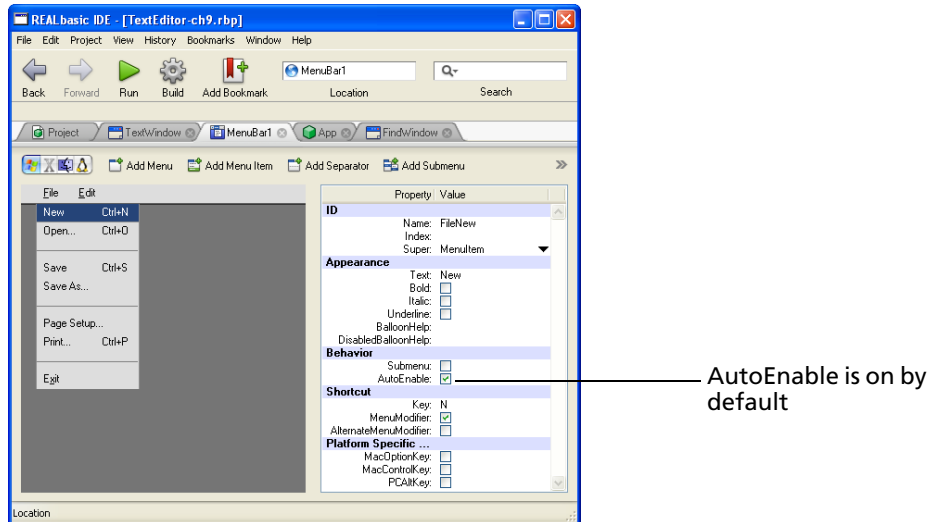 REALbasic IDE - [TextEditor-ch9.rbp]
File Edit Project View History Bookmarks Window Help
MenuBar1
Back Forward Run Build Add Bookmark Location Search
Project TextWindow MenuBar1 App FindWindow
Add Menu Add Menu Item Add Separator Add Submenu
File Edit
New Ctrl+N
Open... Ctrl+O
Save Ctrl+S
Save As...
Page Setup...
Print... Ctrl+P
Exit
Property Value
ID
Name: FileNew
Index:
Super: MenuItem
Appearance
Text: New
Bold:
Italic:
Underline:
BalloonHelp:
DisabledBalloonHelp:
Behavior
Submenu:
AutoEnable:
Shortcut
Key: N
MenuModifier:
AlternateMenuModifier:
Platform Specific ...
MacOptionKey:
MacControlKey:
PCAltKey:
Location
AutoEnable is on by
default